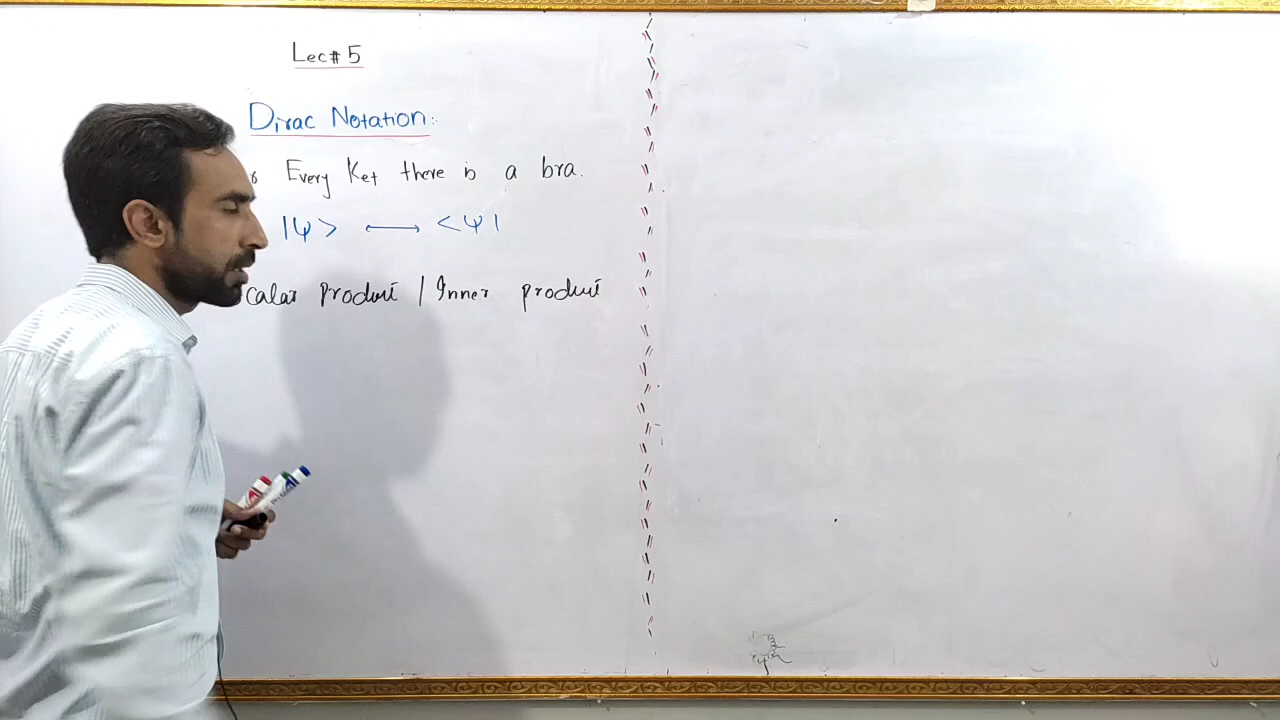 Lec# 5
Dirac Notation:
Every Ket there is a bra.
|Ψ> ⟷ <Ψ|
calar product | Inner product